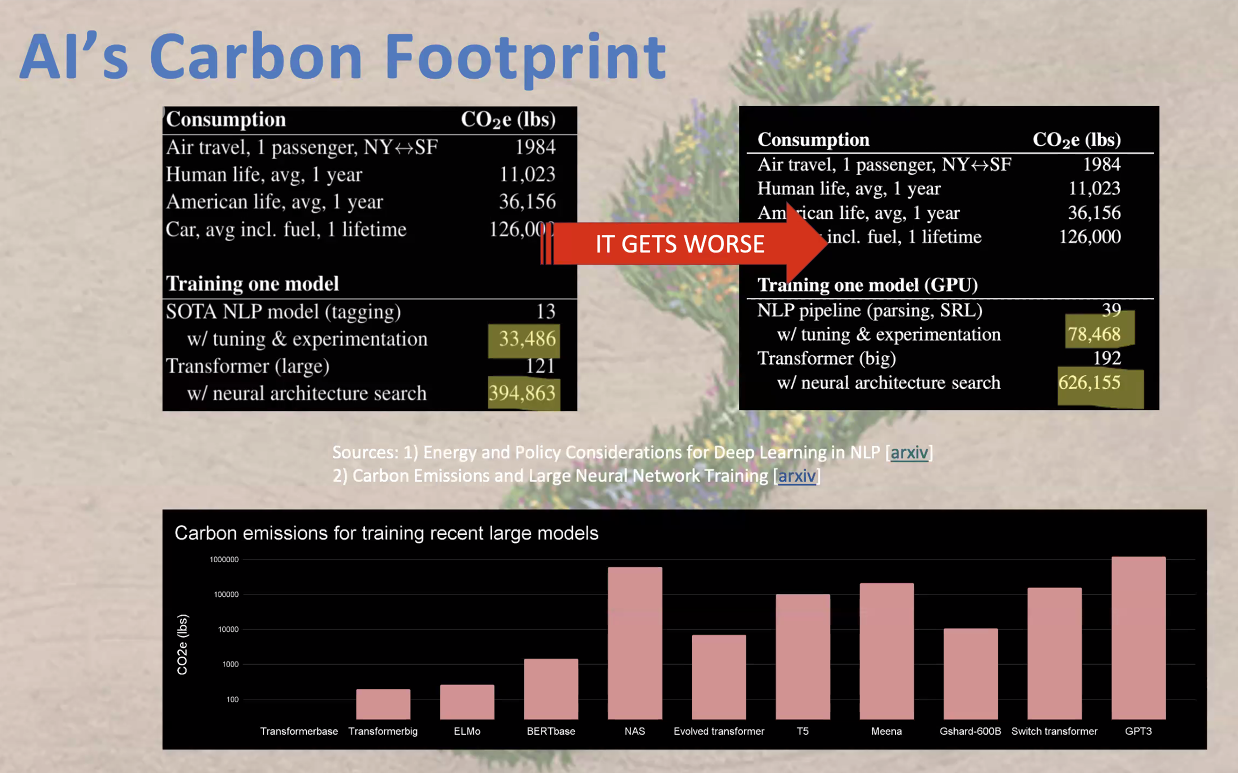 AI's Carbon Footprint
Consumption CO2e (lbs)
Air travel, 1 passenger, NY↔SF 1984
Human life, avg, 1 year 11,023
American life, avg, 1 year 36,156
Car, avg incl. fuel, 1 lifetime 126,000
Training one model
SOTA NLP model (tagging) 13
w/ tuning & experimentation 33,486
Transformer (large) 121
w/ neural architecture search 394,863
IT GETS WORSE
Consumption CO2e (lbs)
Air travel, 1 passenger, NY↔SF 1984
Human life, avg, 1 year 11,023
American life, avg, 1 year 36,156
incl. fuel, 1 lifetime 126,000
Training one model (GPU)
NLP pipeline (parsing, SRL) 39
w/ tuning & experimentation 78,468
Transformer (big) 192
w/ neural architecture search 626,155
Sources: 1) Energy and Policy Considerations for Deep Learning in NLP [arxiv]
2) Carbon Emissions and Large Neural Network Training [arxiv]
Carbon emissions for training recent large models
CO2e (lbs)
1000000
100000
10000
1000
100
Transformerbase Transformerbig ELMo BERTbase NAS Evolved transformer T5 Meena Gshard-600B Switch transformer GPT3